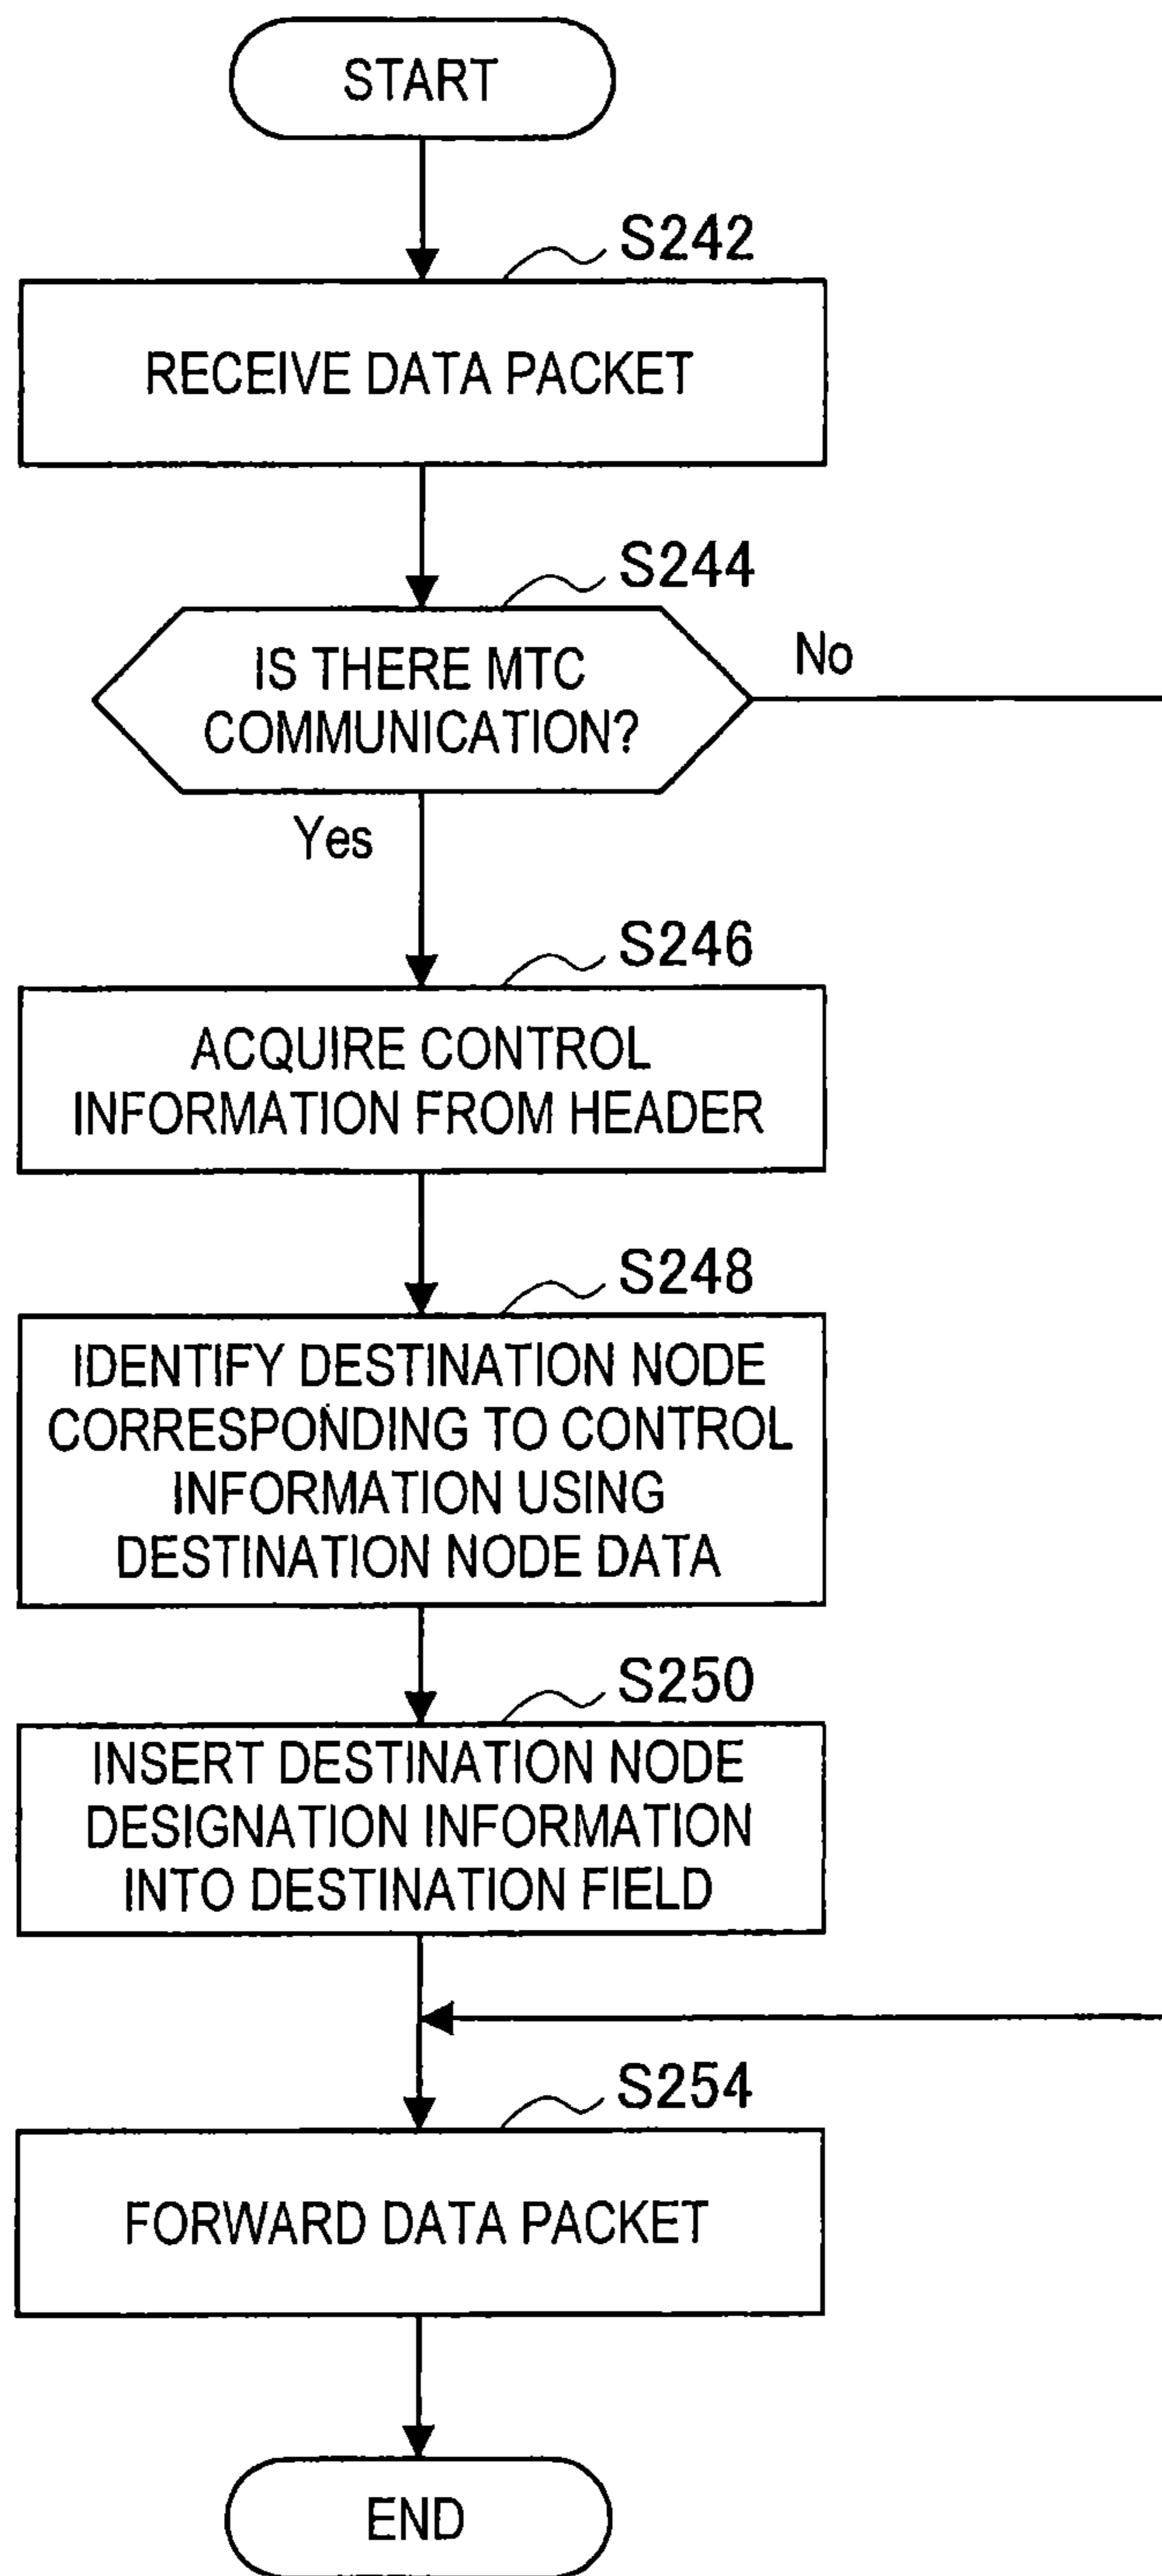 START
S242
RECEIVE DATA PACKET
S244
IS THERE MTC
COMMUNICATION?
No
Yes
S246
ACQUIRE CONTROL
INFORMATION FROM HEADER
S248
IDENTIFY DESTINATION NODE
CORRESPONDING TO CONTROL
INFORMATION USING
DESTINATION NODE DATA
S250
INSERT DESTINATION NODE
DESIGNATION INFORMATION
INTO DESTINATION FIELD
S254
FORWARD DATA PACKET
END